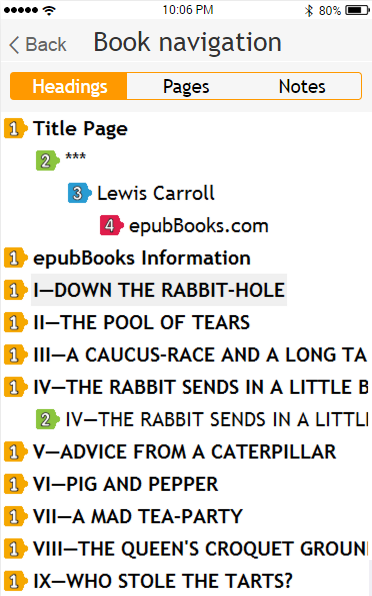 10:06 PM 80%
Back Book navigation
Headings Pages Notes
1 Title Page
2 ***
3 Lewis Carroll
4 epubBooks.com
1 epubBooks Information
1 I—DOWN THE RABBIT-HOLE
1 II—THE POOL OF TEARS
1 III—A CAUCUS-RACE AND A LONG TA
1 IV—THE RABBIT SENDS IN A LITTLE B
2 IV—THE RABBIT SENDS IN A LITTL
1 V—ADVICE FROM A CATERPILLAR
1 VI—PIG AND PEPPER
1 VII—A MAD TEA-PARTY
1 VIII—THE QUEEN'S CROQUET GROUN
1 IX—WHO STOLE THE TARTS?